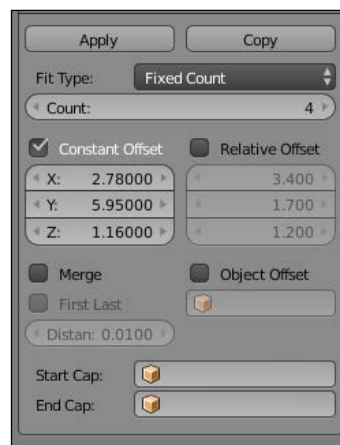 Apply Copy
Fit Type: Fixed Count
Count: 4
Constant Offset Relative Offset
X: 2.78000 3.400
Y: 5.95000 1.700
Z: 1.16000 1.200
Merge Object Offset
First Last
Distan: 0.0100
Start Cap:
End Cap: